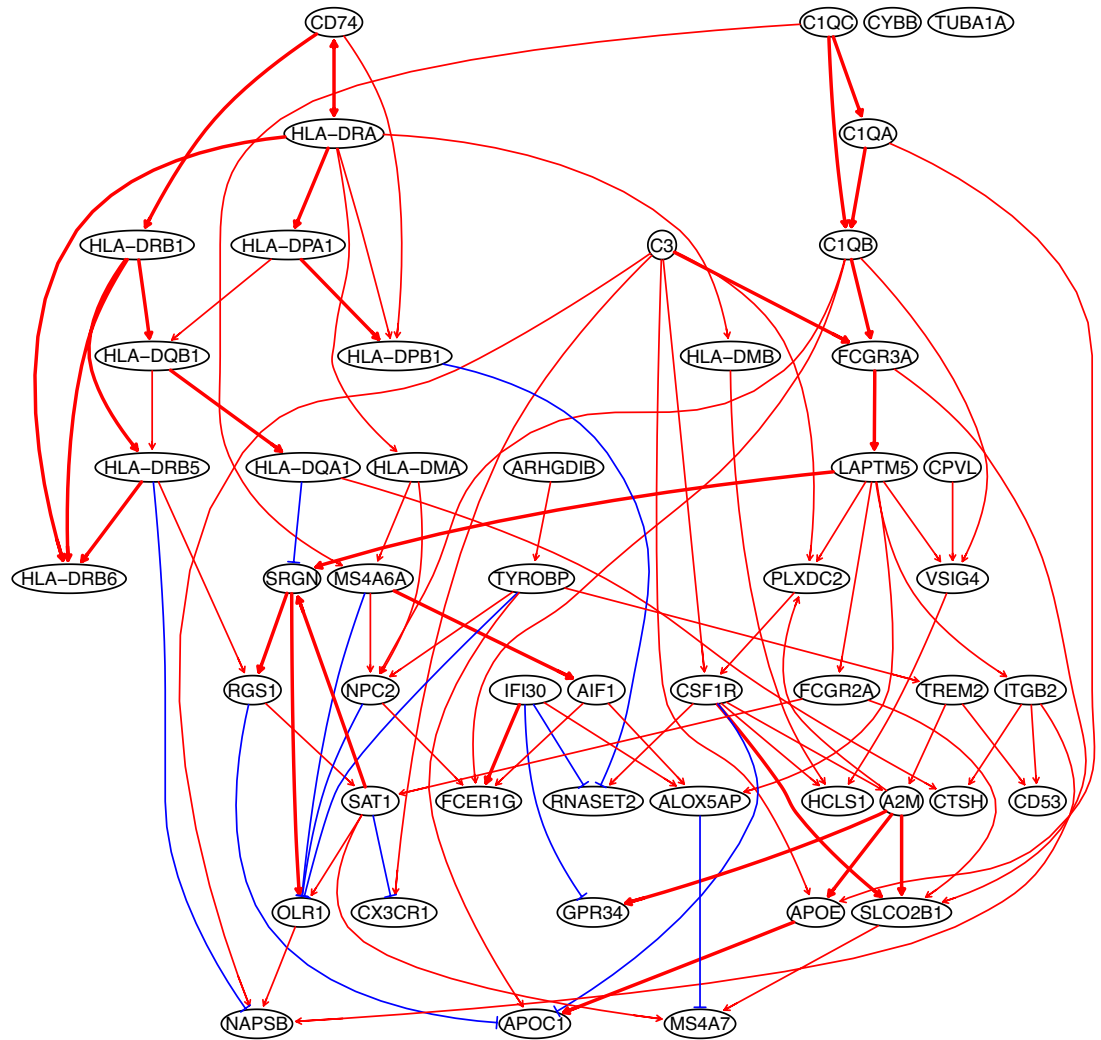 CD74
C1QC
CYBB
TUBA1A
HLA−DRA
C1QA
HLA−DRB1
HLA−DPA1
C3
C1QB
HLA−DQB1
HLA−DPB1
HLA−DMB
FCGR3A
HLA−DRB5
HLA−DQA1
HLA−DMA
ARHGDIB
LAPTM5
CPVL
HLA−DRB6
SRGN
MS4A6A
TYROBP
PLXDC2
VSIG4
RGS1
NPC2
IFI30
AIF1
CSF1R
FCGR2A
TREM2
ITGB2
SAT1
FCER1G
RNASET2
ALOX5AP
HCLS1
A2M
CTSH
CD53
OLR1
CX3CR1
GPR34
APOE
SLCO2B1
NAPSB
APOC1
MS4A7